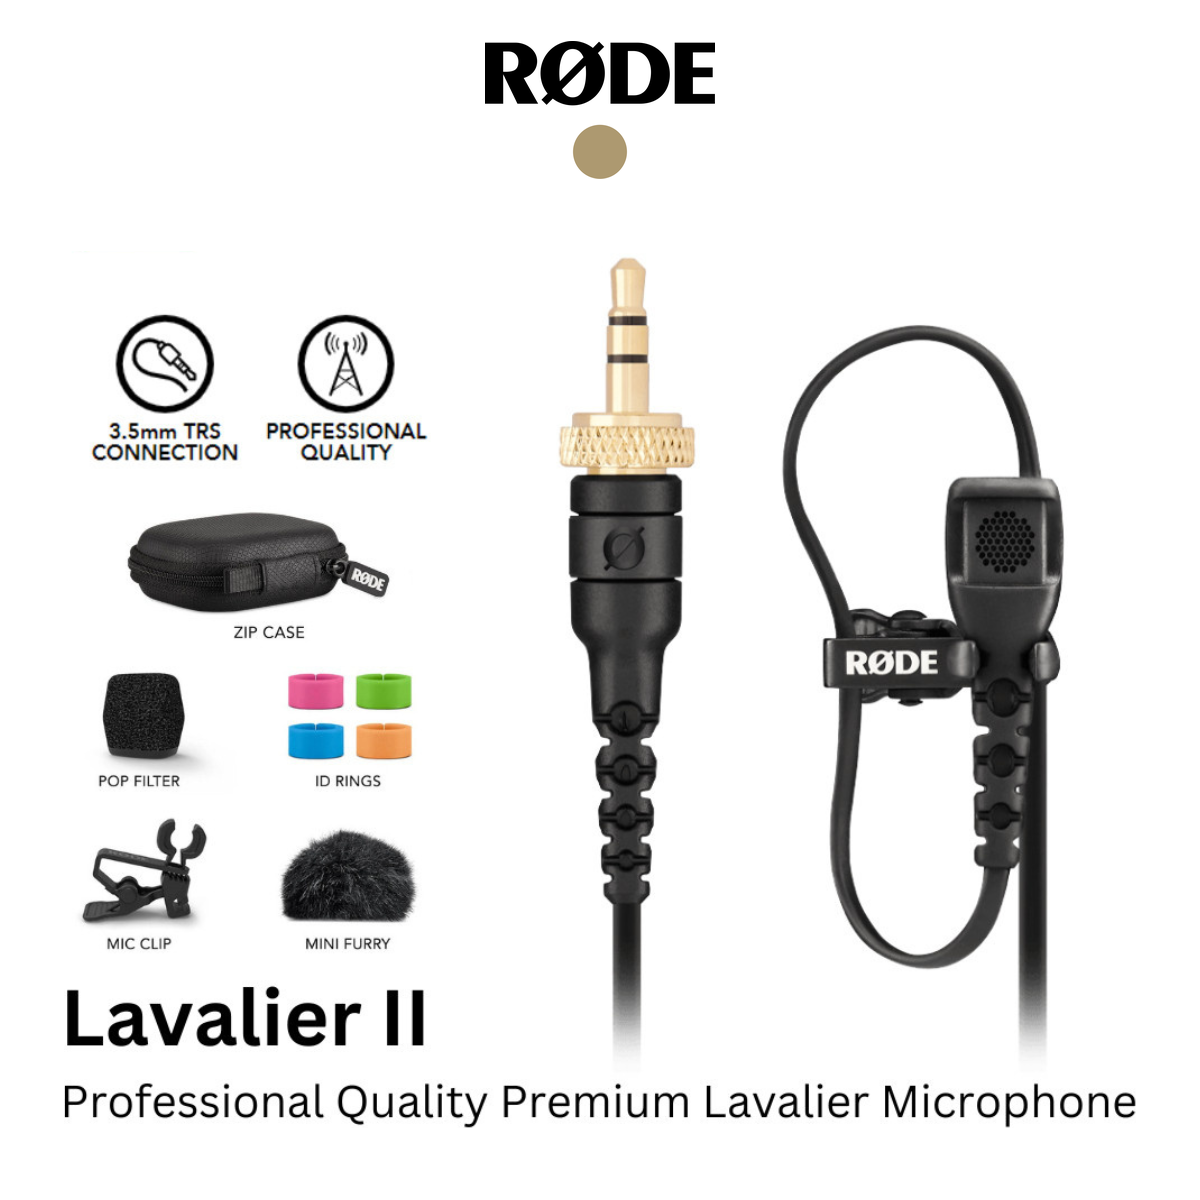 RØDE
3.5mm TRS
CONNECTION
PROFESSIONAL
QUALITY
RØDE
ZIP CASE
POP FILTER
ID RINGS
MIC CLIP
MINI FURRY
RØDE
Lavalier II
Professional Quality Premium Lavalier Microphone